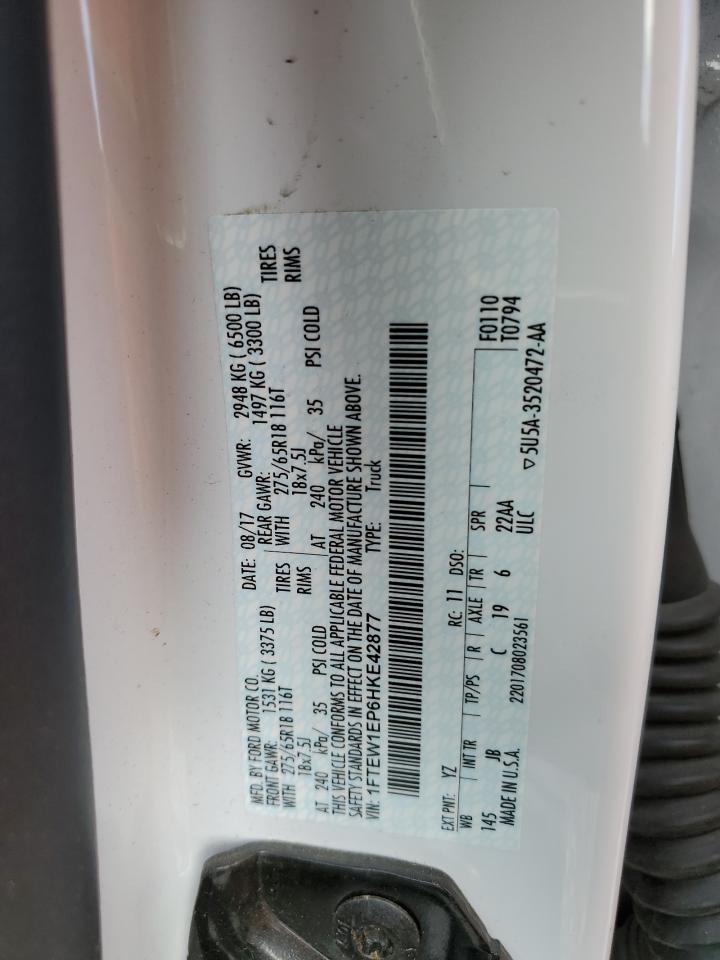 MFD. BY FORD MOTOR CO. DATE: 08/17 GVWR: 2948 KG ( 6500 LB)
FRONT GAWR: 1531 KG ( 3375 LB) REAR GAWR: 1497 KG ( 3300 LB)
WITH 275/65R18 116T TIRES WITH 275/65R18 116T TIRES
18x7.5J RIMS 18x7.5J RIMS
AT 240 kPa/ 35 PSI COLD AT 240 kPa/ 35 PSI COLD
THIS VEHICLE CONFORMS TO ALL APPLICABLE FEDERAL MOTOR VEHICLE
SAFETY STANDARDS IN EFFECT ON THE DATE OF MANUFACTURE SHOWN ABOVE.
VIN: 1FTEW1EP6HKE42877 TYPE: Truck
EXT PNT: YZ RC: 11 DSO: F0110
WB INT TR TP/PS R AXLE TR SPR T0794
145 JB C 19 6 22AA
MADE IN U.S.A. 2201708023561 ULC ▽5U5A-3520472-AA